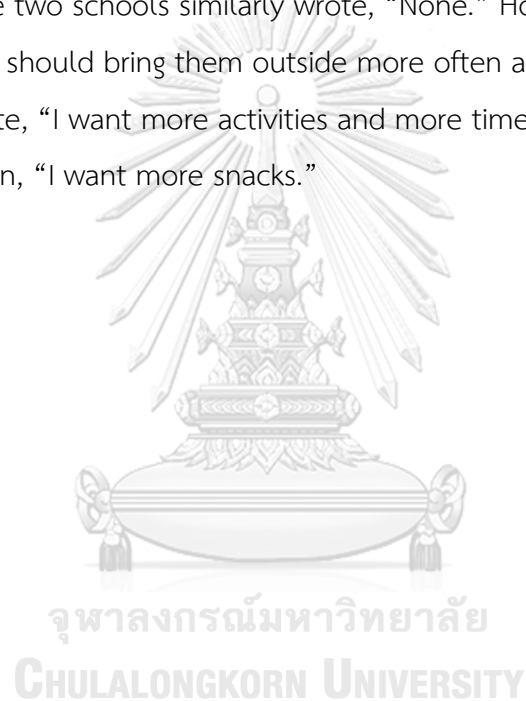 e two schools similarly wrote, “None.” Ho
should bring them outside more often a
te, “I want more activities and more time
n, “I want more snacks.”
จุฬาลงกรณ์มหาวิทยาลัย
CHULALONGKORN UNIVERSITY